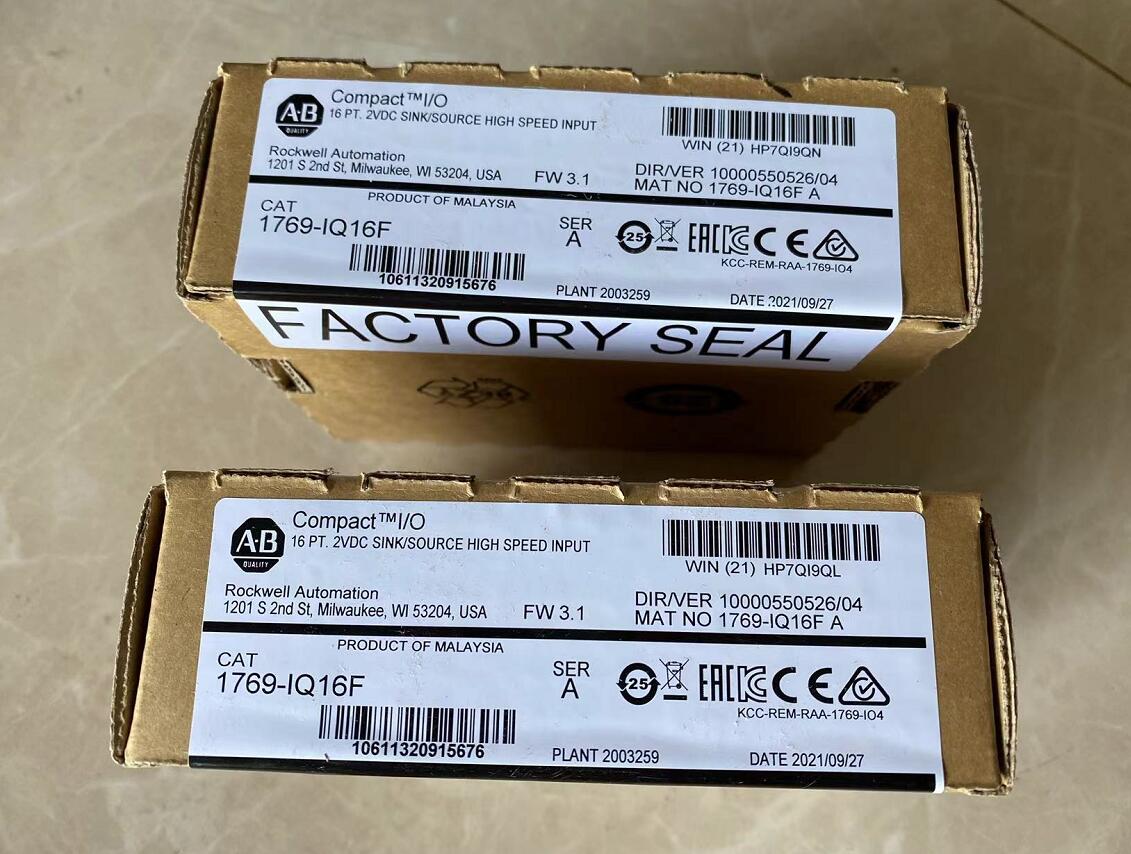 A·B
QUALITY
Compact™I/O
16 PT. 2VDC SINK/SOURCE HIGH SPEED INPUT
WIN (21) HP7QI9QN
Rockwell Automation
1201 S 2nd St, Milwaukee, WI 53204, USA
FW 3.1
DIR/VER 10000550526/04
MAT NO 1769-IQ16F A
PRODUCT OF MALAYSIA
CAT
1769-IQ16F
SER
A
25
EAC
KC
CE
KCC-REM-RAA-1769-IO4
10611320915676
PLANT 2003259
DATE 2021/09/27
FACTORY SEAL
A·B
QUALITY
Compact™I/O
16 PT. 2VDC SINK/SOURCE HIGH SPEED INPUT
WIN (21) HP7QI9QL
Rockwell Automation
1201 S 2nd St, Milwaukee, WI 53204, USA
FW 3.1
DIR/VER 10000550526/04
MAT NO 1769-IQ16F A
PRODUCT OF MALAYSIA
CAT
1769-IQ16F
SER
A
25
EAC
KC
CE
KCC-REM-RAA-1769-IO4
10611320915676
PLANT 2003259
DATE 2021/09/27